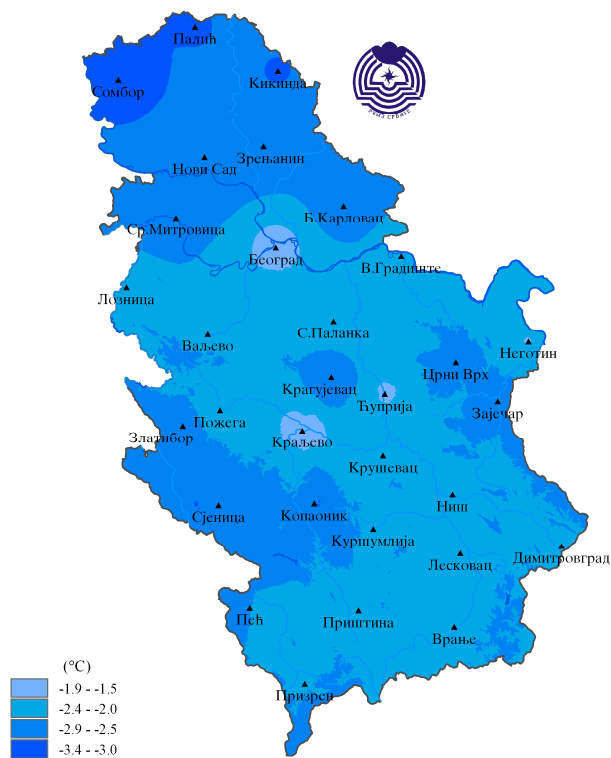 Палић
Сомбор
Кикинда
РХМЗ СРБИЈЕ
Зрењанин
Нови Сад
Б.Карловац
Ср.Митровица
Београд
В.Градиште
Лозница
С.Паланка
Ваљево
Неготин
Црни Врх
Крагујевац
Ћуприја
Зајечар
Пожега
Златибор
Краљево
Крушевац
Ниш
Сјеница
Копаоник
Куршумлија
Димитровград
Лесковац
Пећ
Приштина
Врање
Призрен
(°C)
-1.9 - -1.5
-2.4 - -2.0
-2.9 - -2.5
-3.4 - -3.0